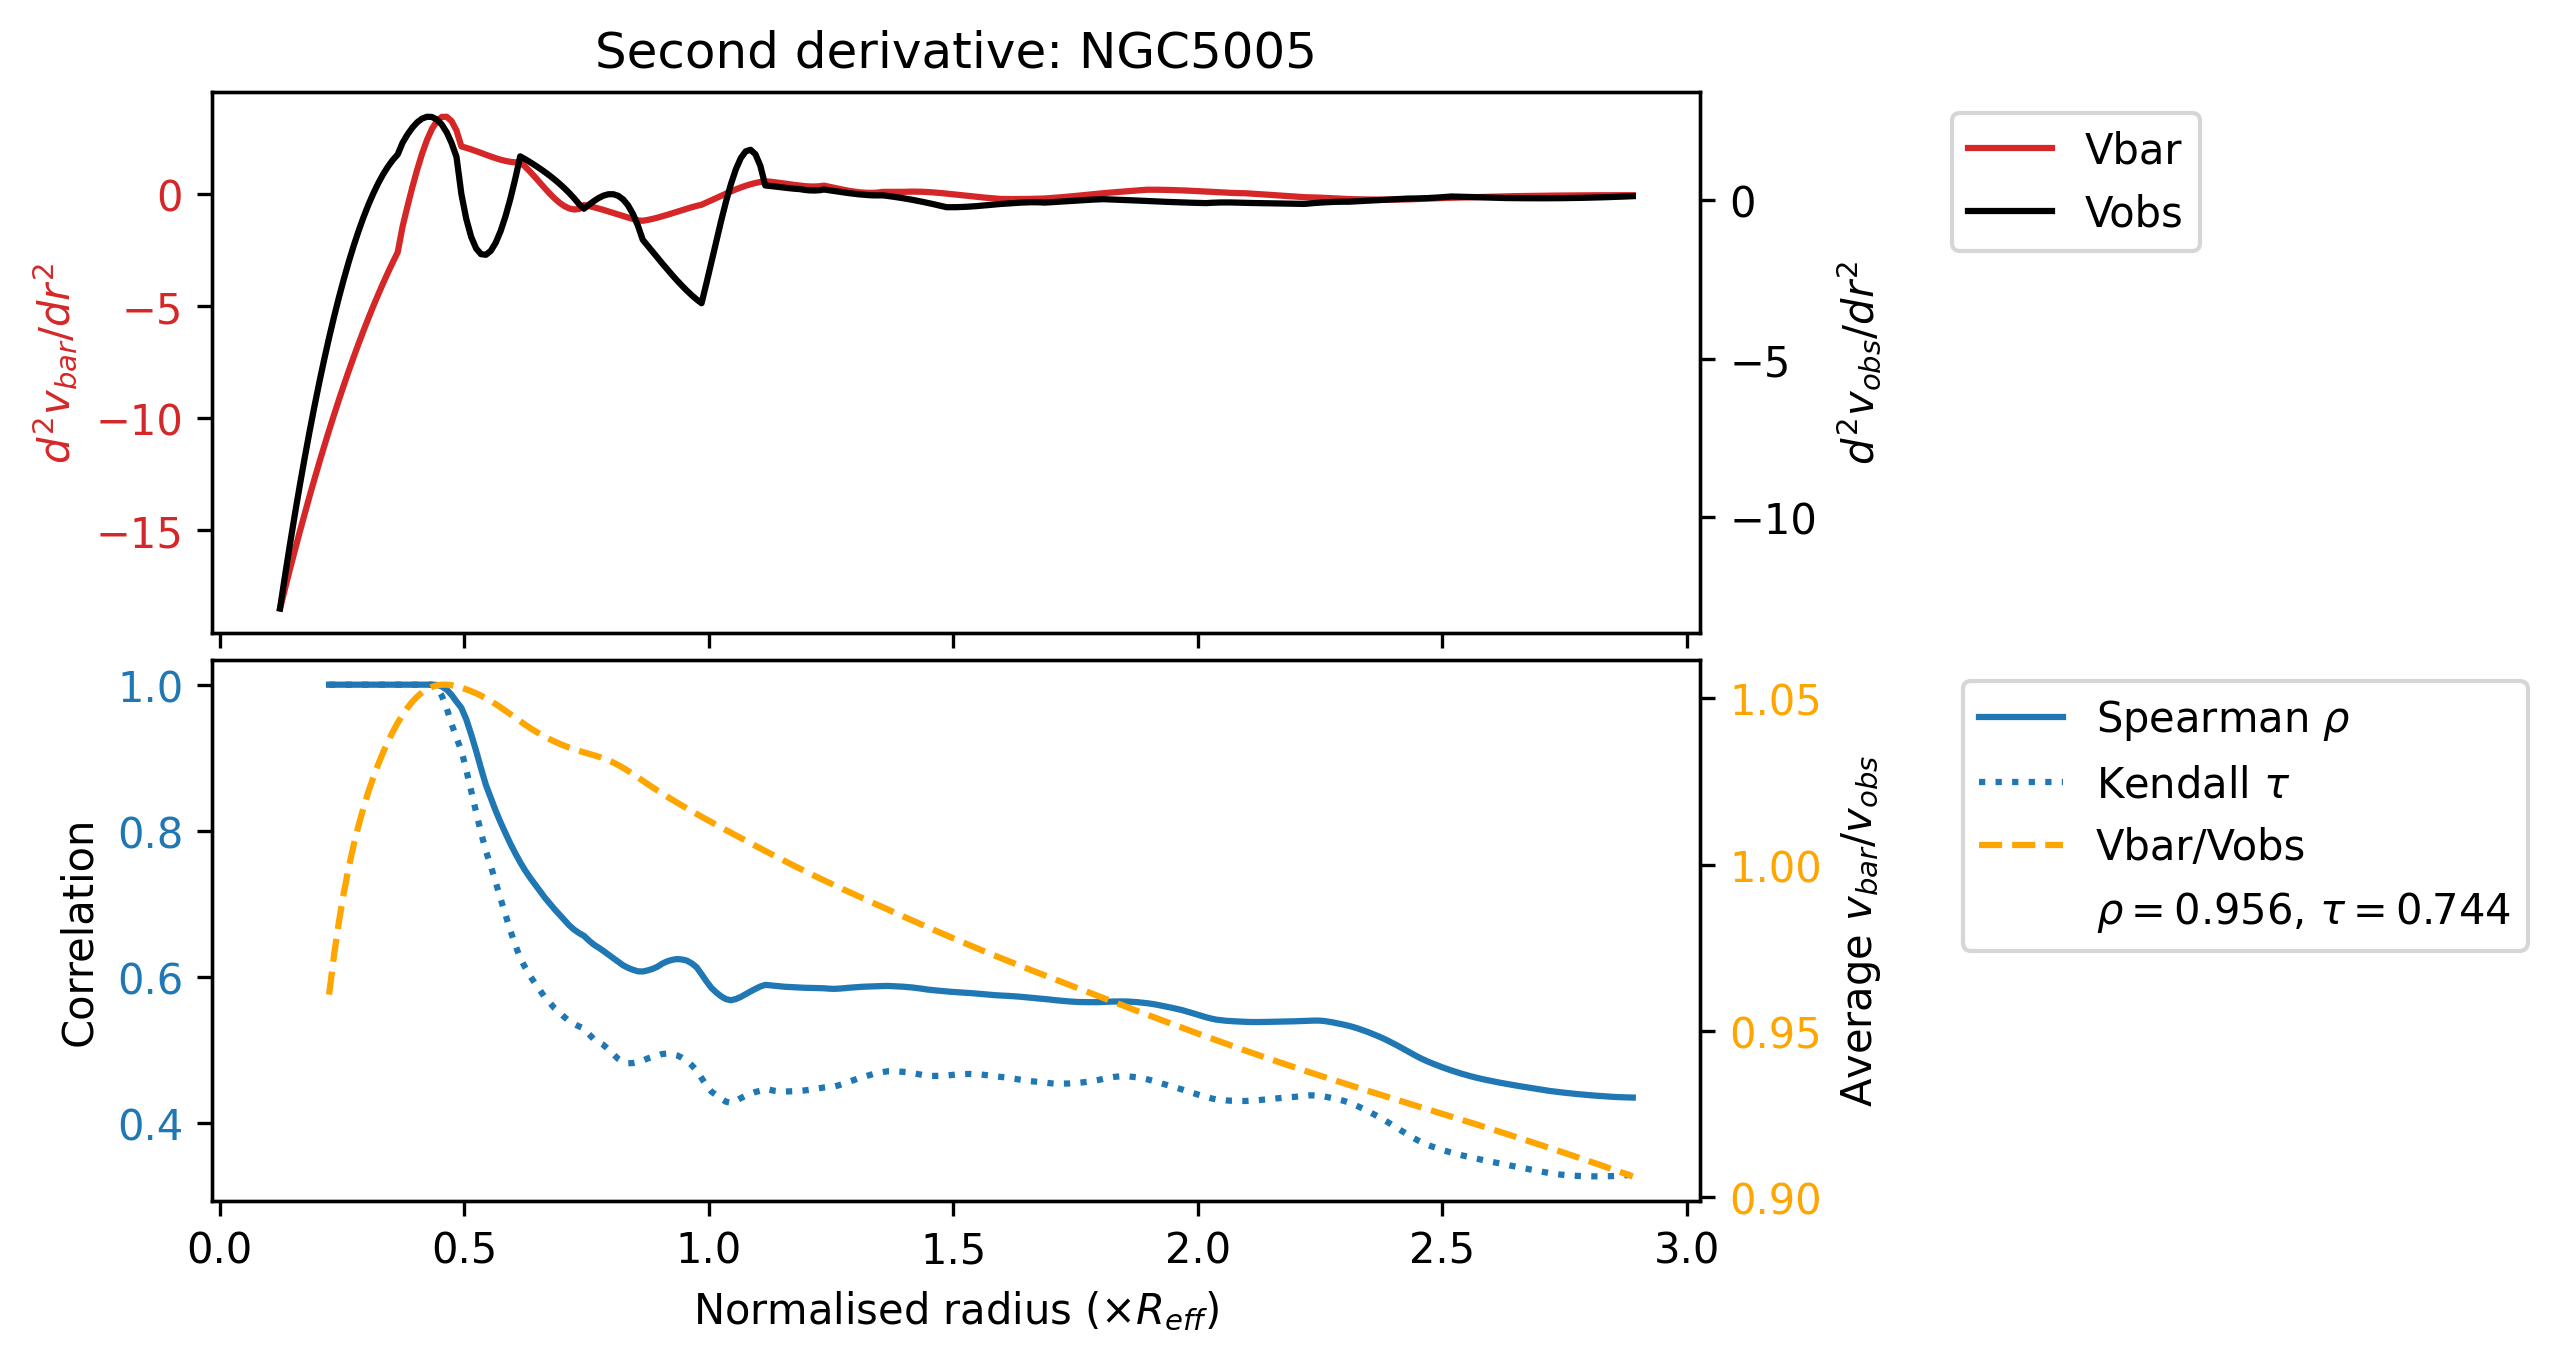 Second derivative: NGC5005
d²v_bar/dr²
0
−5
−10
−15
0
−5
−10
d²v_obs/dr²
Vbar
Vobs
Correlation
1.0
0.8
0.6
0.4
1.05
1.00
0.95
0.90
Average v_bar/v_obs
Spearman ρ
Kendall τ
Vbar/Vobs
ρ = 0.956, τ = 0.744
0.0 0.5 1.0 1.5 2.0 2.5 3.0
Normalised radius (×R_eff)